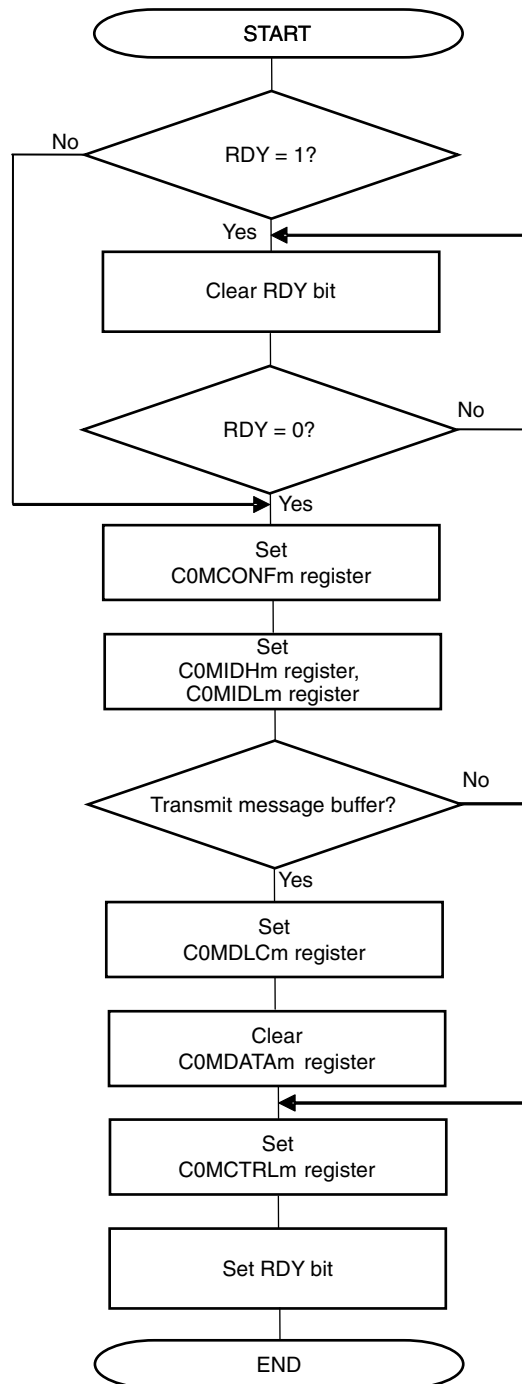 START
No
RDY = 1?
Yes
Clear RDY bit
No
RDY = 0?
Yes
Set
C0MCONFm register
Set
C0MIDHm register,
C0MIDLm register
No
Transmit message buffer?
Yes
Set
C0MDLCm register
Clear
C0MDATAm register
Set
C0MCTRLm register
Set RDY bit
END